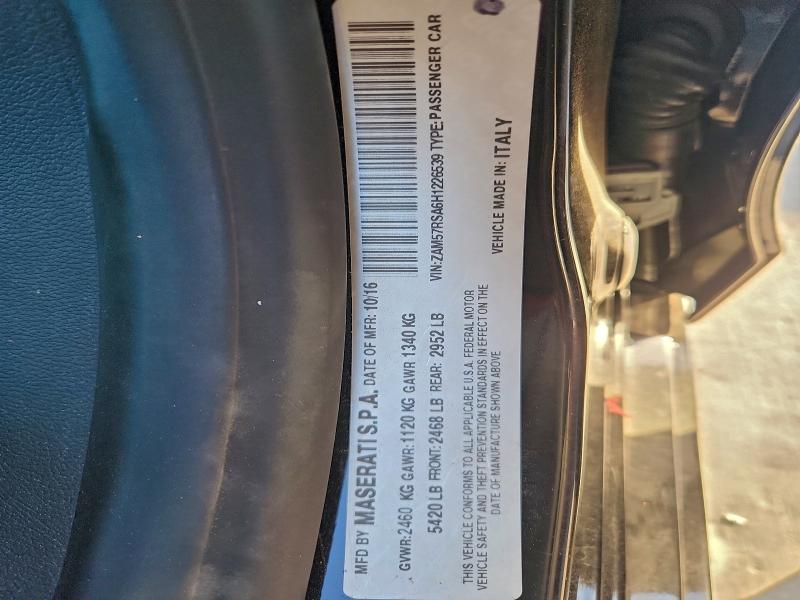 MFD BY MASERATI S.P.A. DATE OF MFR: 10/16
GVWR: 2460 KG GAWR: 1120 KG GAWR 1340 KG
5420 LB FRONT: 2468 LB REAR: 2952 LB
VIN: ZAM57RSA6H1226539 TYPE: PASSENGER CAR
THIS VEHICLE CONFORMS TO ALL APPLICABLE U.S.A. FEDERAL MOTOR
VEHICLE SAFETY AND THEFT PREVENTION STANDARDS IN EFFECT ON THE
DATE OF MANUFACTURE SHOWN ABOVE
VEHICLE MADE IN: ITALY